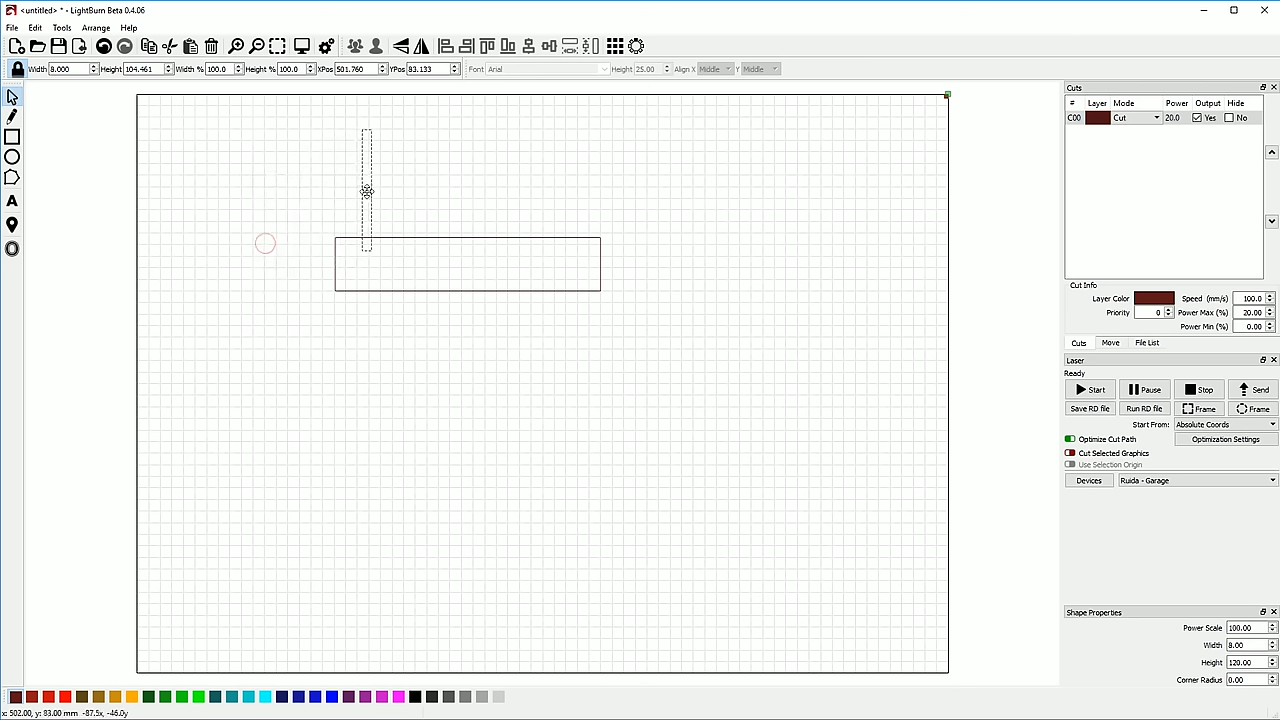 <untitled> * - LightBurn Beta 0.4.06
File Edit Tools Arrange Help
Width 8.000 Height 104.461 Width % 100.0 Height % 100.0 XPos 501.760 YPos 83.133 Font Arial Height 25.00 Align X Middle Y Middle
Cuts
# Layer Mode Power Output Hide
C00 Cut 20.0 Yes No
Cut Info
Layer Color Speed (mm/s) 100.0
Priority 0 Power Max (%) 20.00
Power Min (%) 0.00
Cuts Move File List
Laser
Ready
Start Pause Stop Send
Save RD file Run RD file Frame Frame
Start From: Absolute Coords
Optimize Cut Path Optimization Settings
Cut Selected Graphics
Use Selection Origin
Devices Ruida - Garage
Shape Properties
Power Scale 100.00
Width 8.00
Height 120.00
Corner Radius 0.00
x: 502.00, y: 83.00 mm -87.5x, -46.0y